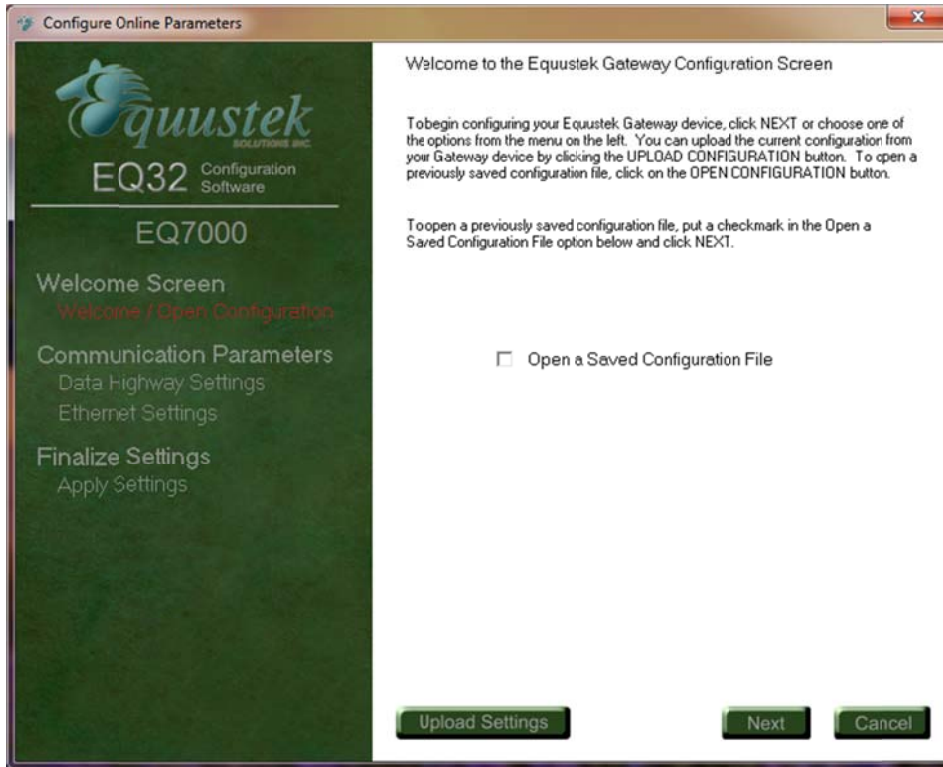 Configure Online Parameters
Equustek
SOLUTIONS INC.
EQ32 Configuration Software
EQ7000
Welcome Screen
Welcome / Open Configuration
Communication Parameters
Data Highway Settings
Ethernet Settings
Finalize Settings
Apply Settings
Welcome to the Equustek Gateway Configuration Screen
To begin configuring your Equustek Gateway device, click NEXT or choose one of
the options from the menu on the left. You can upload the current configuration from
your Gateway device by clicking the UPLOAD CONFIGURATION button. To open a
previously saved configuration file, click on the OPEN CONFIGURATION button.
To open a previously saved configuration file, put a checkmark in the Open a
Saved Configuration File option below and click NEXT.
Open a Saved Configuration File
Upload Settings
Next
Cancel